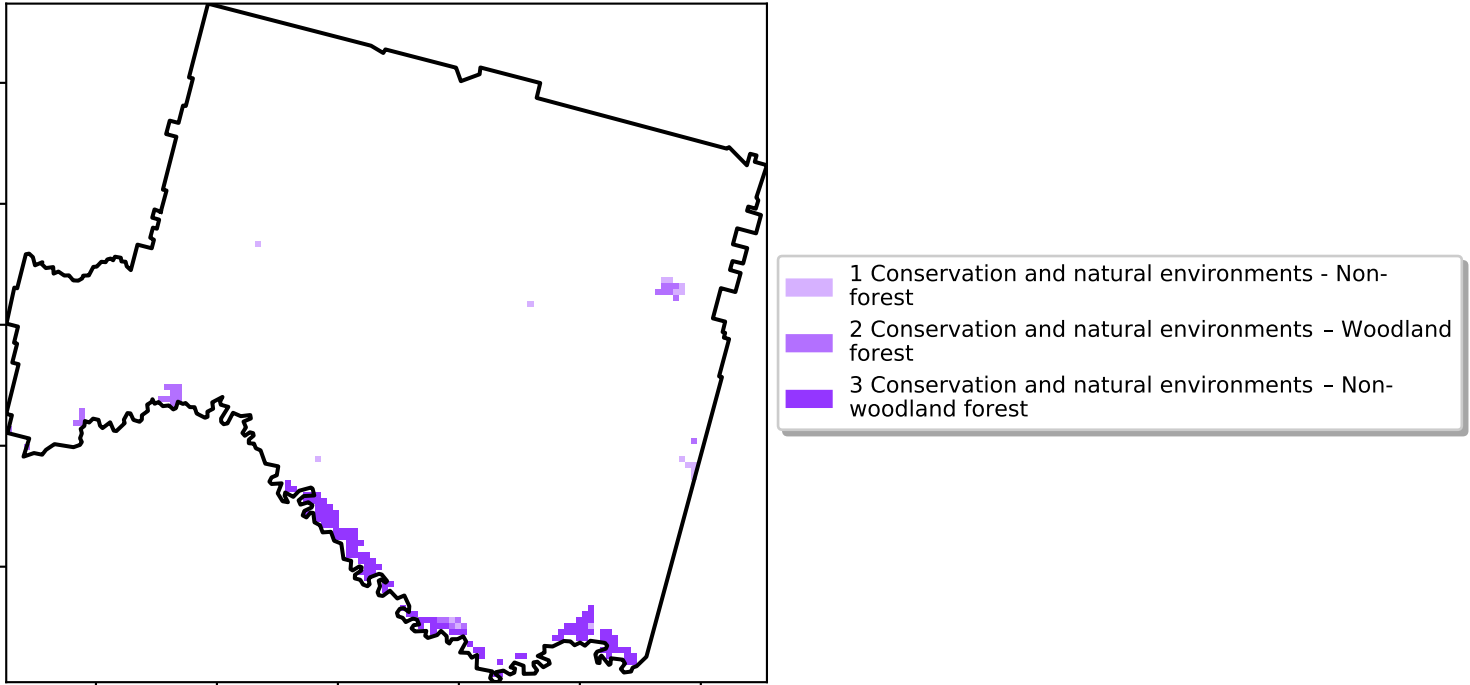 1 Conservation and natural environments - Non-
forest
2 Conservation and natural environments – Woodland
forest
3 Conservation and natural environments – Non-
woodland forest